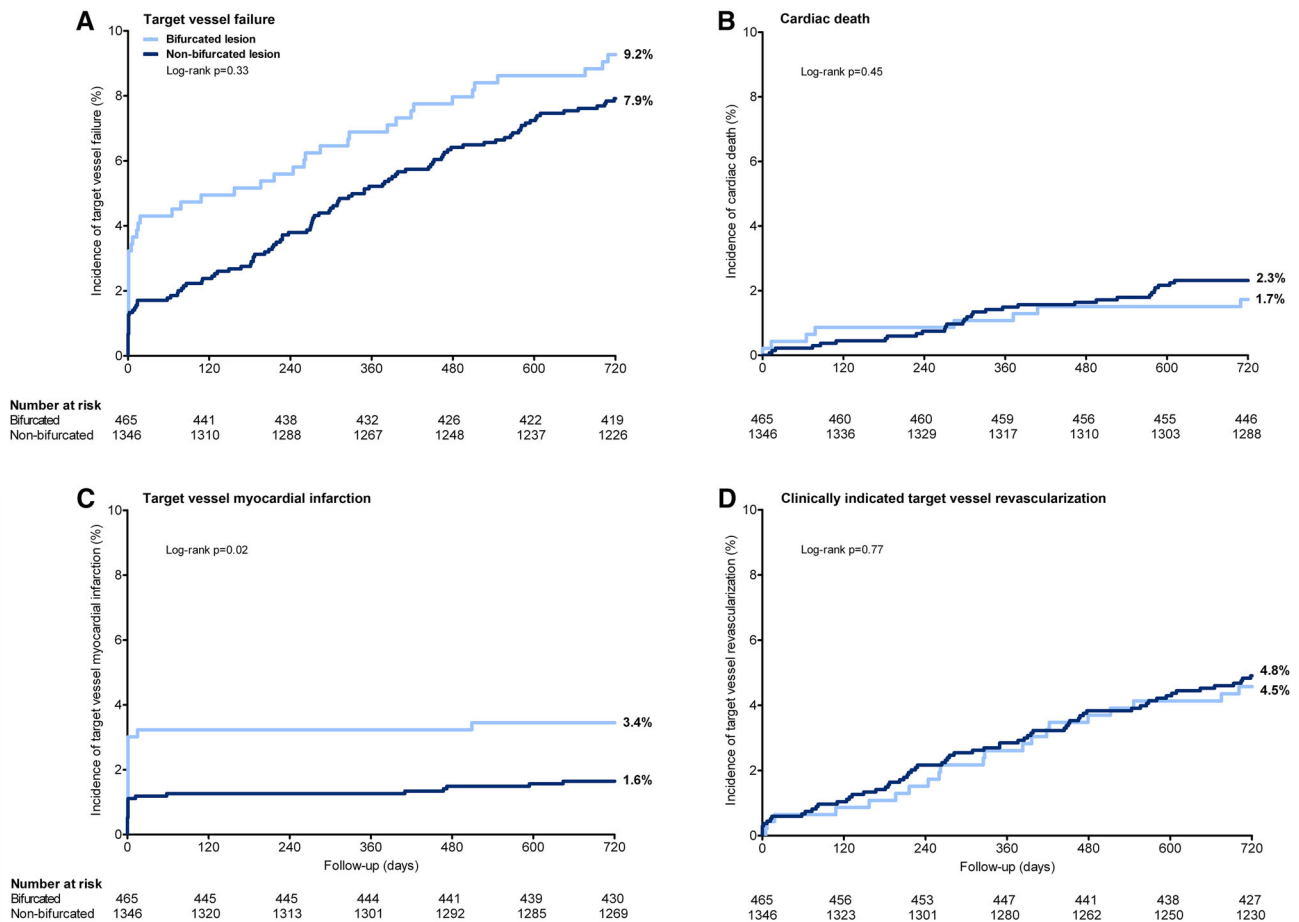 A Target vessel failure
Bifurcated lesion
Non-bifurcated lesion
Log-rank p=0.33
Incidence of target vessel failure (%)
10
8
6
4
2
0
9.2%
7.9%
0 120 240 360 480 600 720
Number at risk
Bifurcated 465 441 438 432 426 422 419
Non-bifurcated 1346 1310 1288 1267 1248 1237 1226
B Cardiac death
Log-rank p=0.45
Incidence of cardiac death (%)
10
8
6
4
2
0
2.3%
1.7%
0 120 240 360 480 600 720
465 460 460 459 456 455 446
1346 1336 1329 1317 1310 1303 1288
C Target vessel myocardial infarction
Log-rank p=0.02
Incidence of target vessel myocardial infarction (%)
10
8
6
4
2
0
3.4%
1.6%
0 120 240 360 480 600 720
Follow-up (days)
Number at risk
Bifurcated 465 445 445 444 441 439 430
Non-bifurcated 1346 1320 1313 1301 1292 1285 1269
D Clinically indicated target vessel revascularization
Log-rank p=0.77
Incidence of target vessel revascularization (%)
10
8
6
4
2
0
4.8%
4.5%
0 120 240 360 480 600 720
Follow-up (days)
465 456 453 447 441 438 427
1346 1323 1301 1280 1262 1250 1230